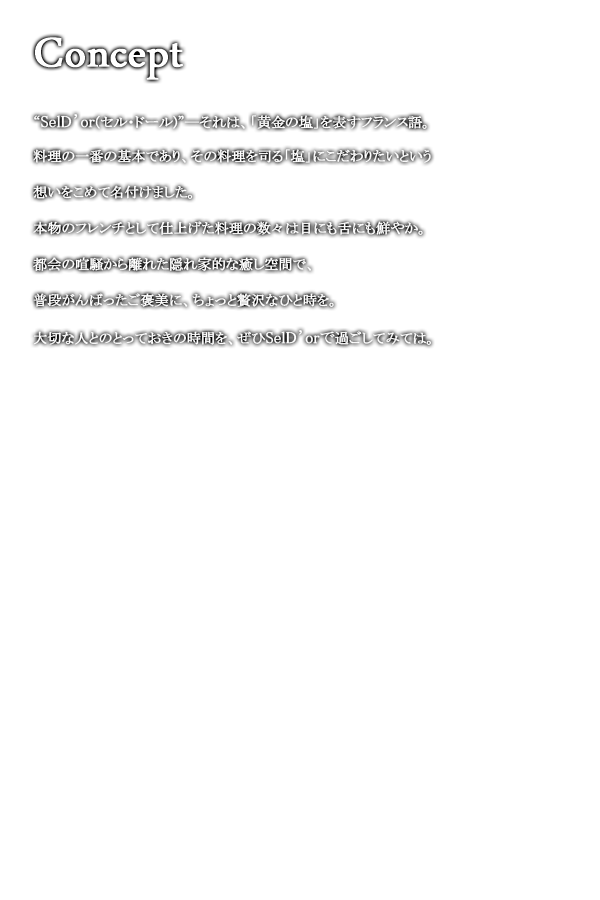 Concept
“SelD’or(セル・ドール)”―それは、「黄金の塩」を表すフランス語。
料理の一番の基本であり、その料理を司る「塩」にこだわりたいという
想いをこめて名付けました。
本物のフレンチとして仕上げた料理の数々は目にも舌にも鮮やか。
都会の喧騒から離れた隠れ家的な癒し空間で、
普段がんばったご褒美に、ちょっと贅沢なひと時を。
大切な人とのとっておきの時間を、ぜひSelD’orで過ごしてみては。